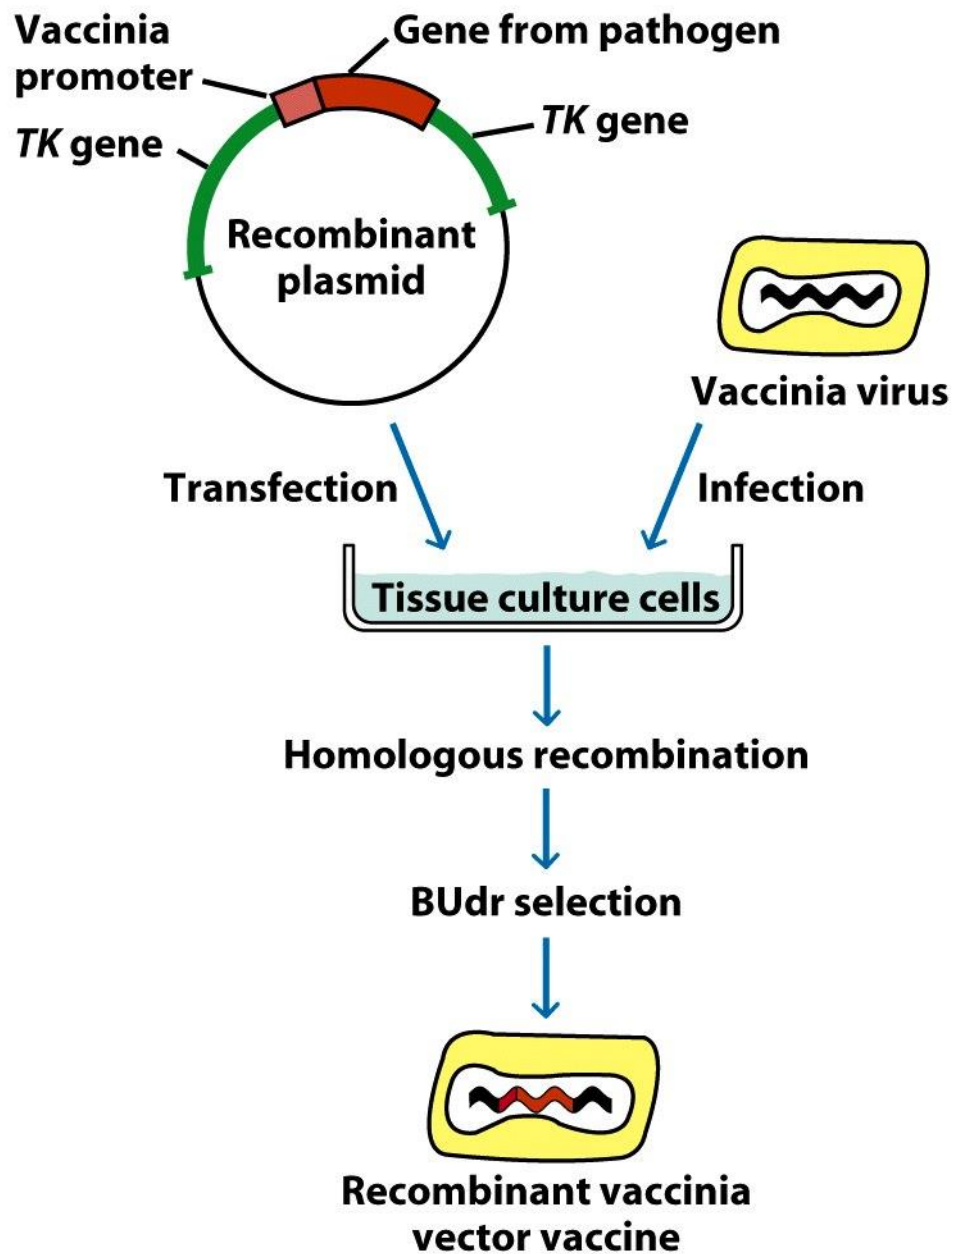 Vaccinia
promoter
Gene from pathogen
TK gene
TK gene
Recombinant
plasmid
Vaccinia virus
Transfection
Infection
Tissue culture cells
Homologous recombination
BUdr selection
Recombinant vaccinia
vector vaccine